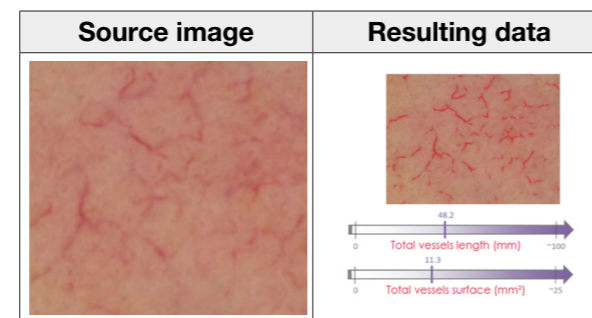 Source image
Resulting data
48.2
0
Total vessels length (mm)
~100
11.3
0
Total vessels surface (mm²)
~25